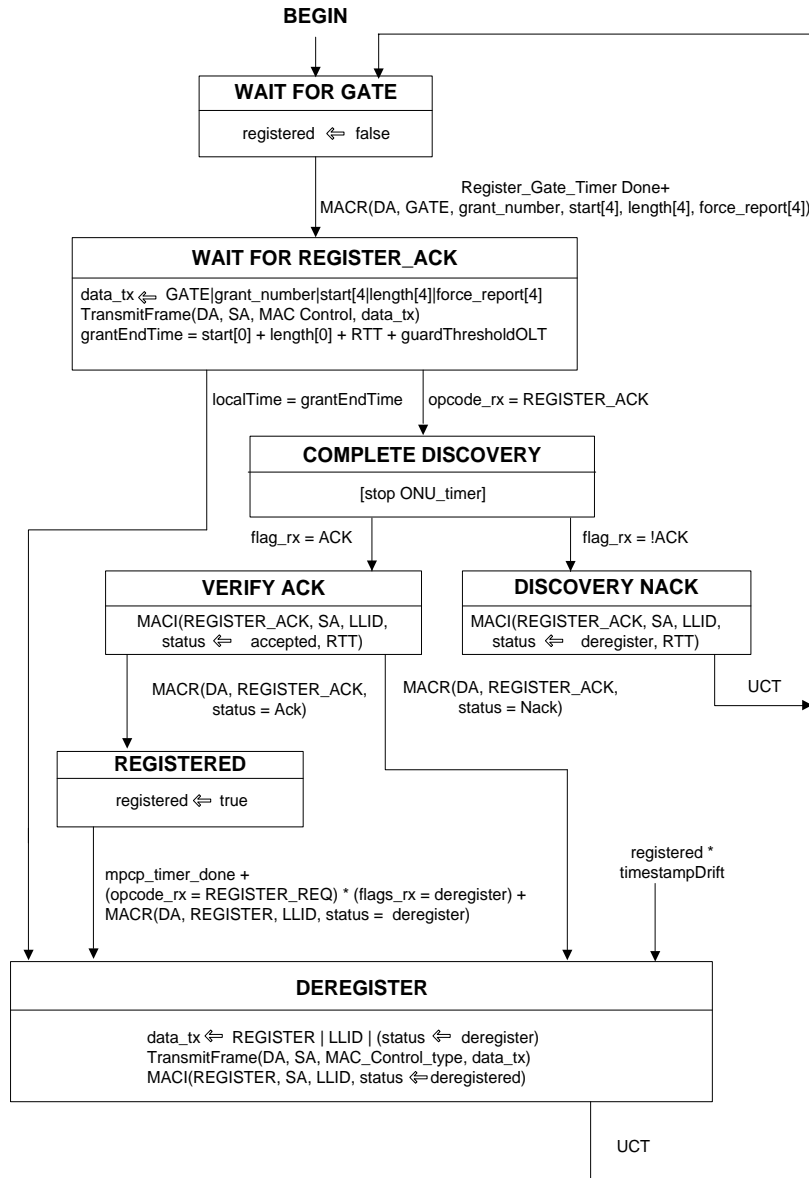 BEGIN
WAIT FOR GATE
registered ⇐ false
Register_Gate_Timer Done+
MACR(DA, GATE, grant_number, start[4], length[4], force_report[4])
WAIT FOR REGISTER_ACK
data_tx ⇐ GATE|grant_number|start[4|length[4]|force_report[4]
TransmitFrame(DA, SA, MAC Control, data_tx)
grantEndTime = start[0] + length[0] + RTT + guardThresholdOLT
localTime = grantEndTime
opcode_rx = REGISTER_ACK
COMPLETE DISCOVERY
[stop ONU_timer]
flag_rx = ACK
flag_rx = !ACK
VERIFY ACK
MACI(REGISTER_ACK, SA, LLID,
status ⇐ accepted, RTT)
DISCOVERY NACK
MACI(REGISTER_ACK, SA, LLID,
status ⇐ deregister, RTT)
MACR(DA, REGISTER_ACK,
status = Ack)
MACR(DA, REGISTER_ACK,
status = Nack)
UCT
REGISTERED
registered ⇐ true
mpcp_timer_done +
(opcode_rx = REGISTER_REQ) * (flags_rx = deregister) +
MACR(DA, REGISTER, LLID, status = deregister)
registered *
timestampDrift
DEREGISTER
data_tx ⇐ REGISTER | LLID | (status ⇐ deregister)
TransmitFrame(DA, SA, MAC_Control_type, data_tx)
MACI(REGISTER, SA, LLID, status ⇐ deregistered)
UCT